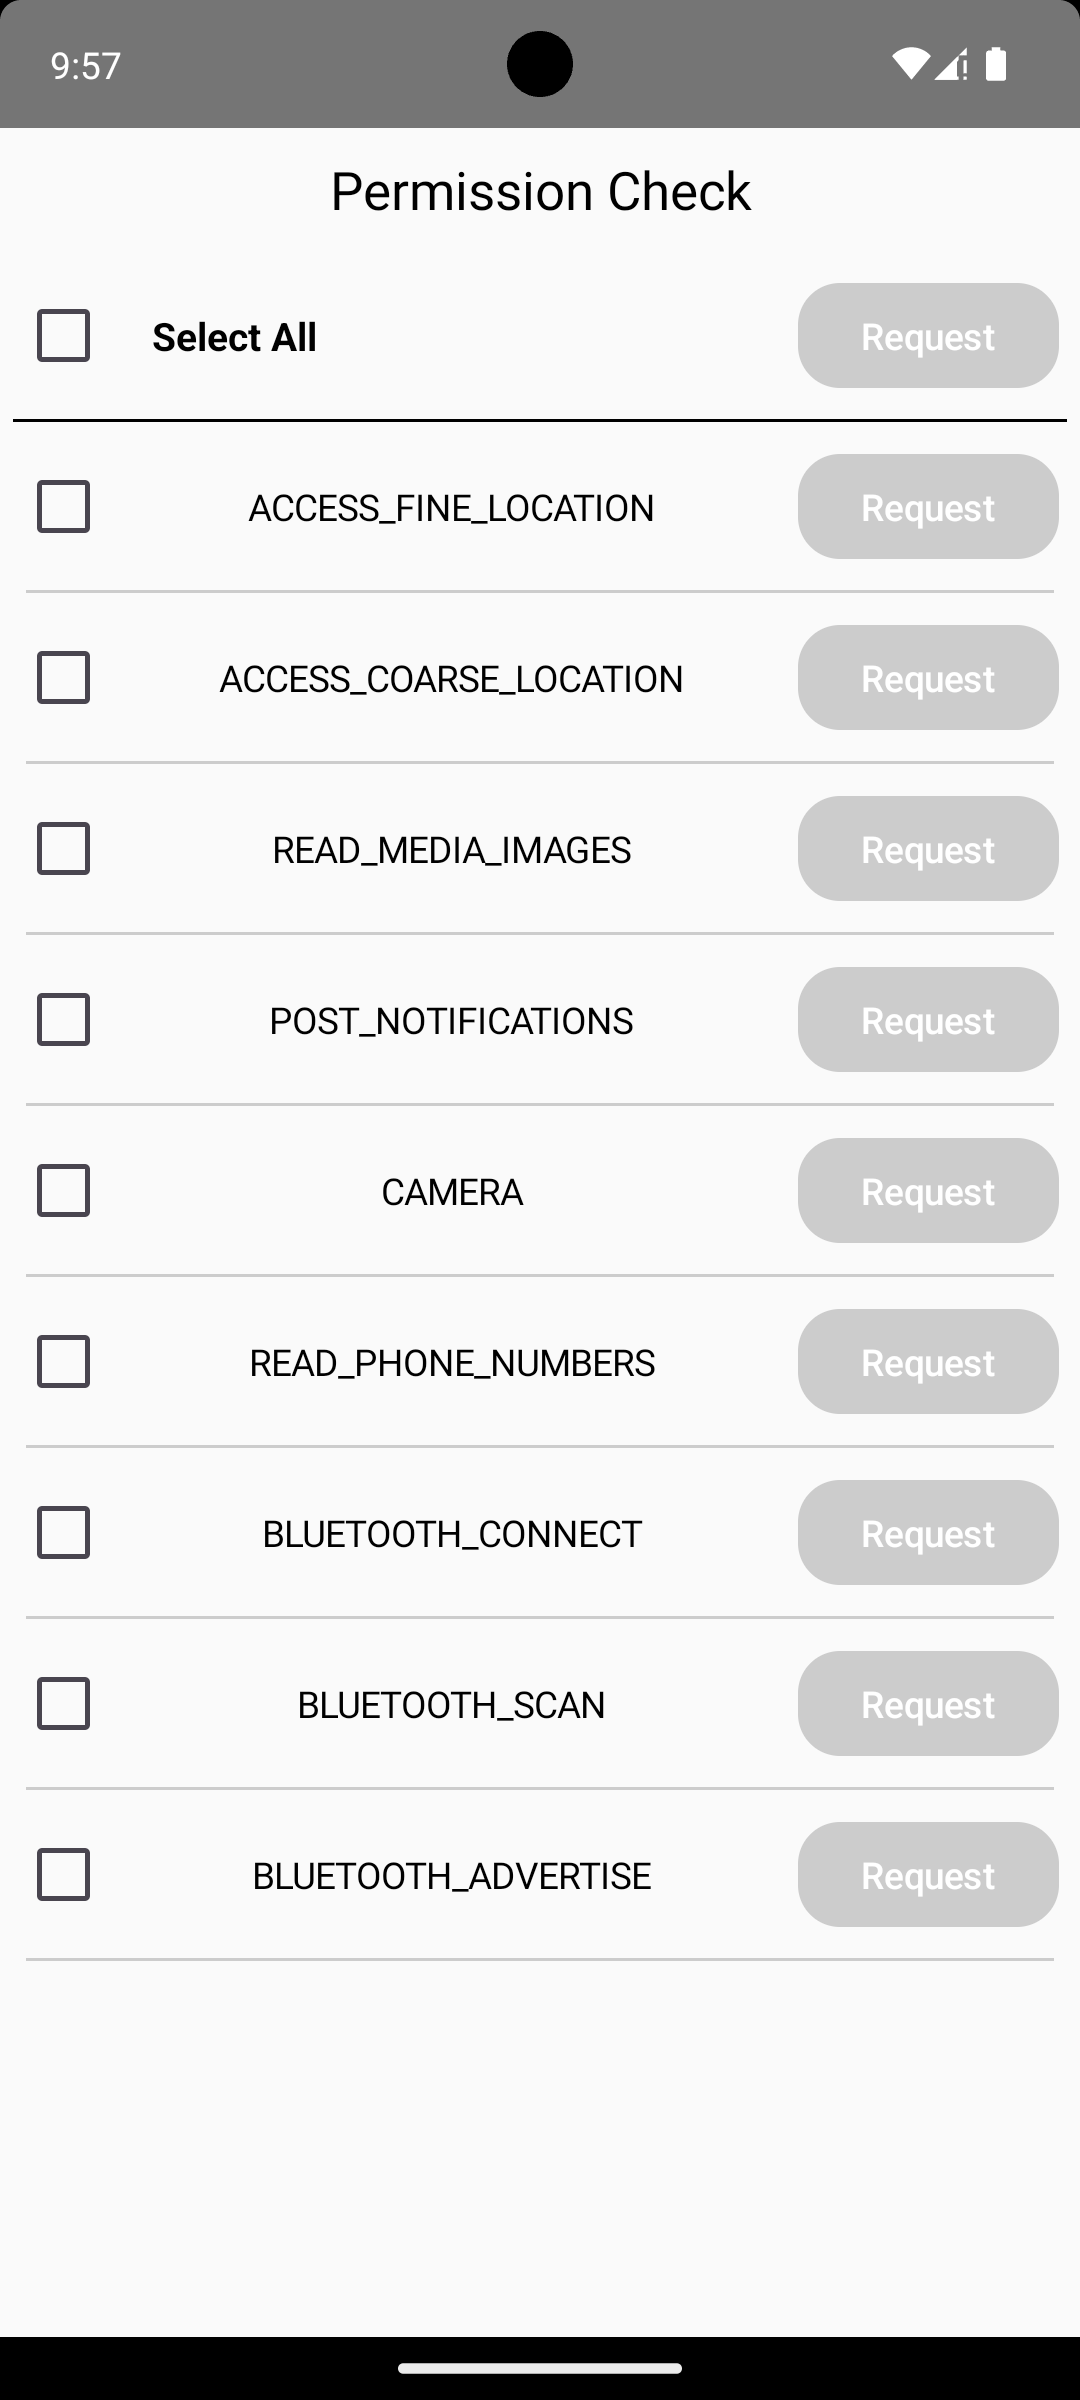 9:57
Permission Check
Select All Request
ACCESS_FINE_LOCATION Request
ACCESS_COARSE_LOCATION Request
READ_MEDIA_IMAGES Request
POST_NOTIFICATIONS Request
CAMERA Request
READ_PHONE_NUMBERS Request
BLUETOOTH_CONNECT Request
BLUETOOTH_SCAN Request
BLUETOOTH_ADVERTISE Request